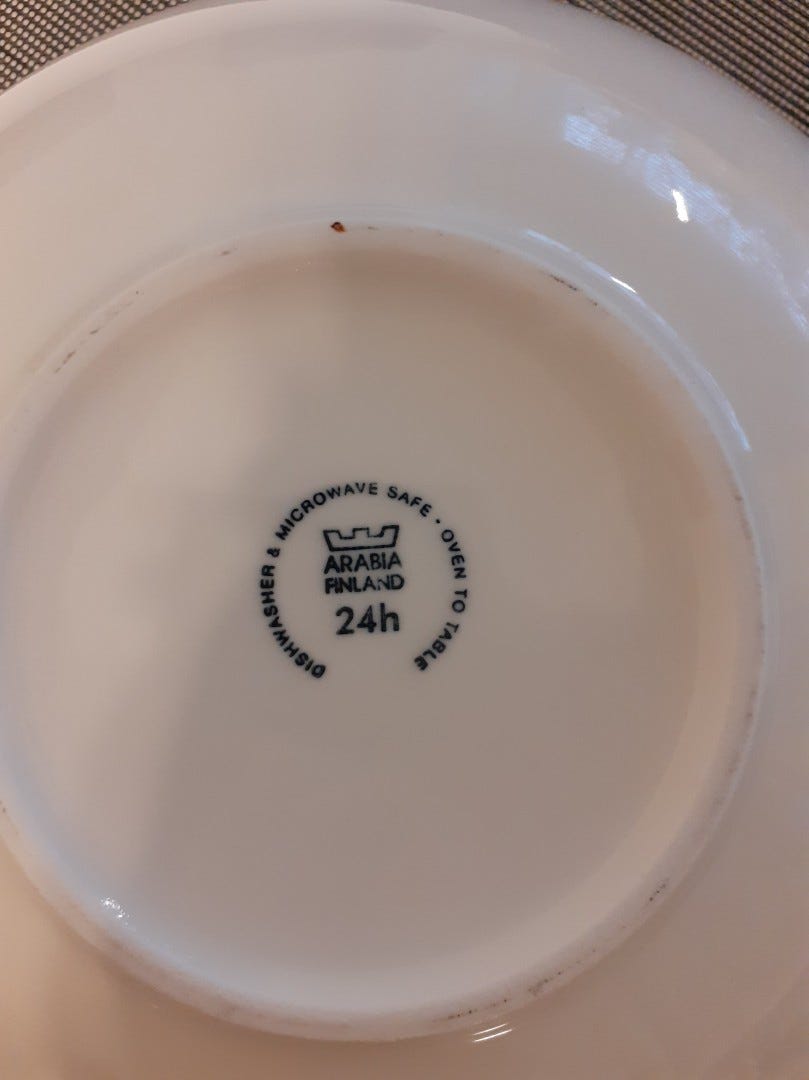 DISHWASHER & MICROWAVE SAFE • OVEN TO TABLE
ARABIA
FINLAND
24h